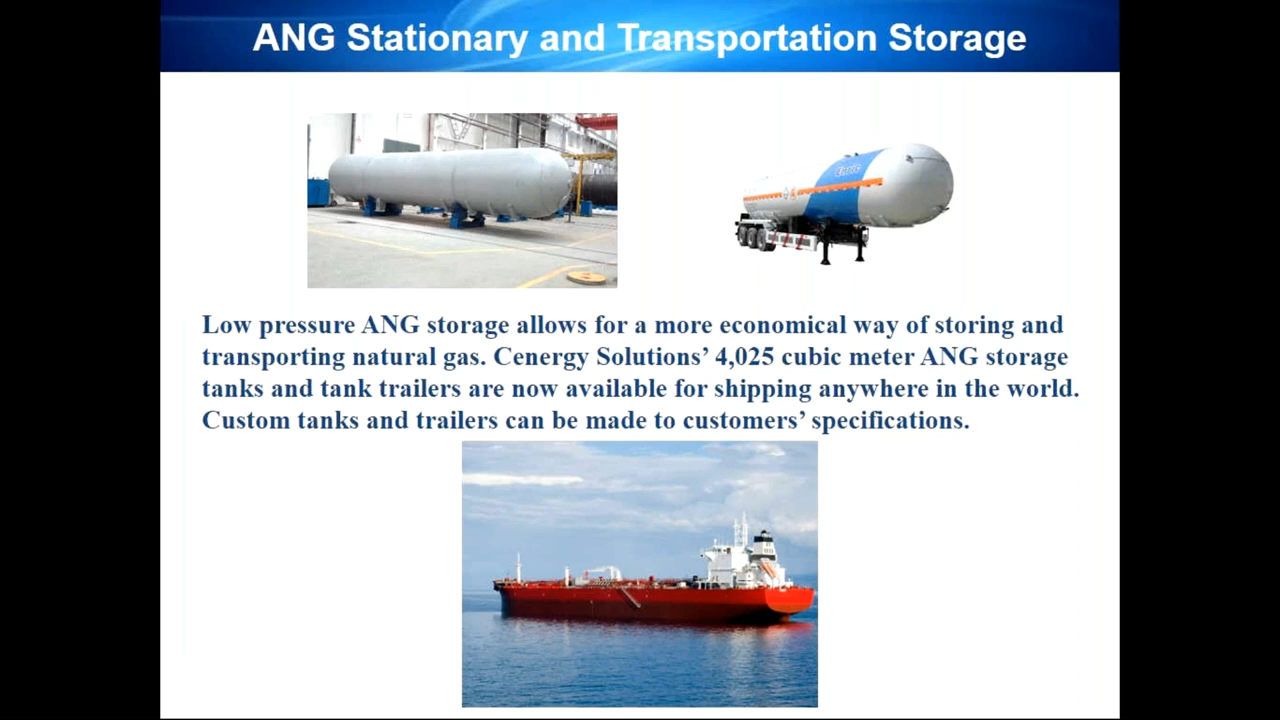 ANG Stationary and Transportation Storage
Enric
Low pressure ANG storage allows for a more economical way of storing and
transporting natural gas. Cenergy Solutions’ 4,025 cubic meter ANG storage
tanks and tank trailers are now available for shipping anywhere in the world.
Custom tanks and trailers can be made to customers’ specifications.